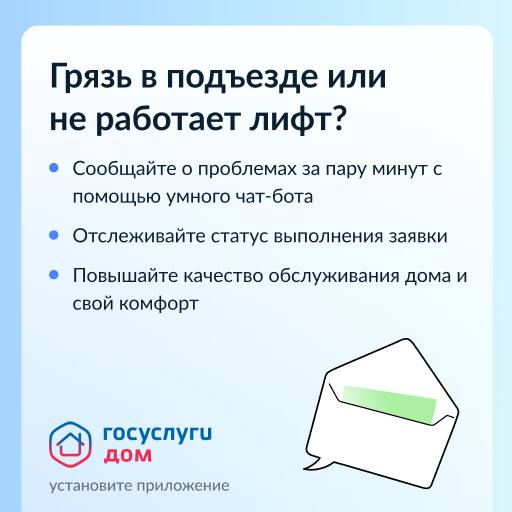 Грязь в подъезде или
не работает лифт?
Сообщайте о проблемах за пару минут с
помощью умного чат-бота
Отслеживайте статус выполнения заявки
Повышайте качество обслуживания дома и
свой комфорт
госуслуги
дом
установите приложение